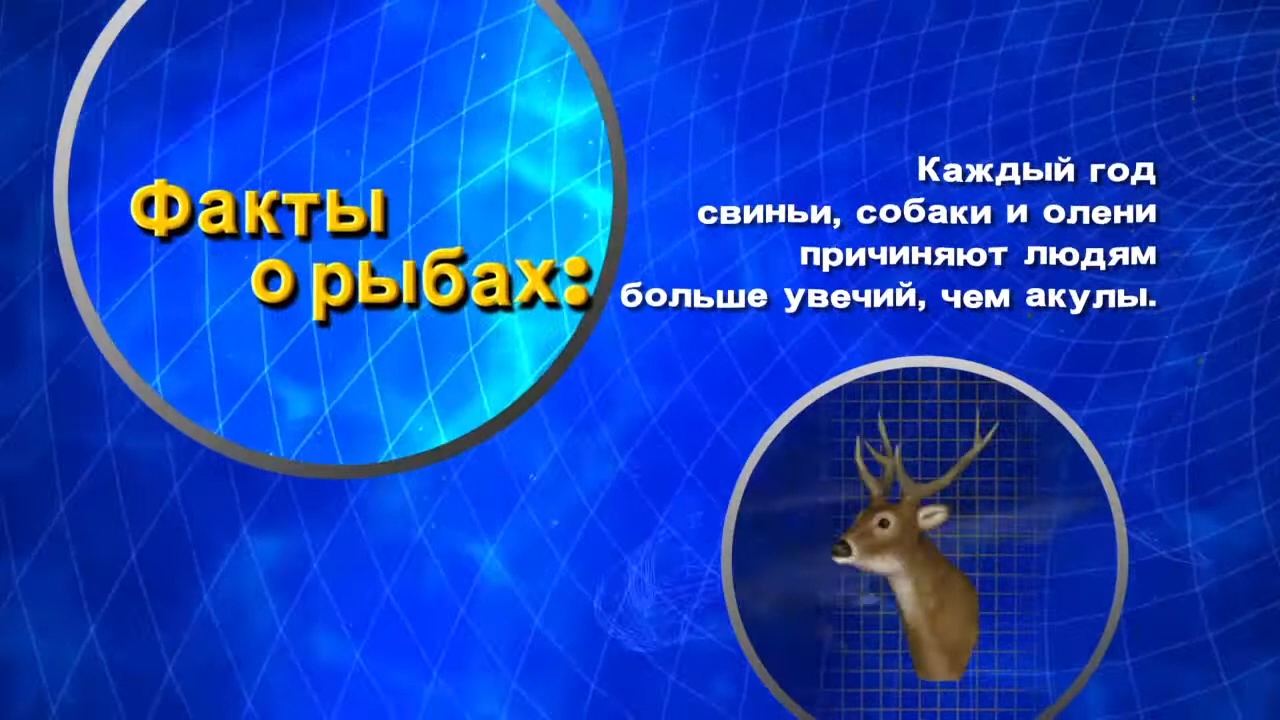 Факты
о рыбах:
Каждый год
свиньи, собаки и олени
причиняют людям
больше увечий, чем акулы.